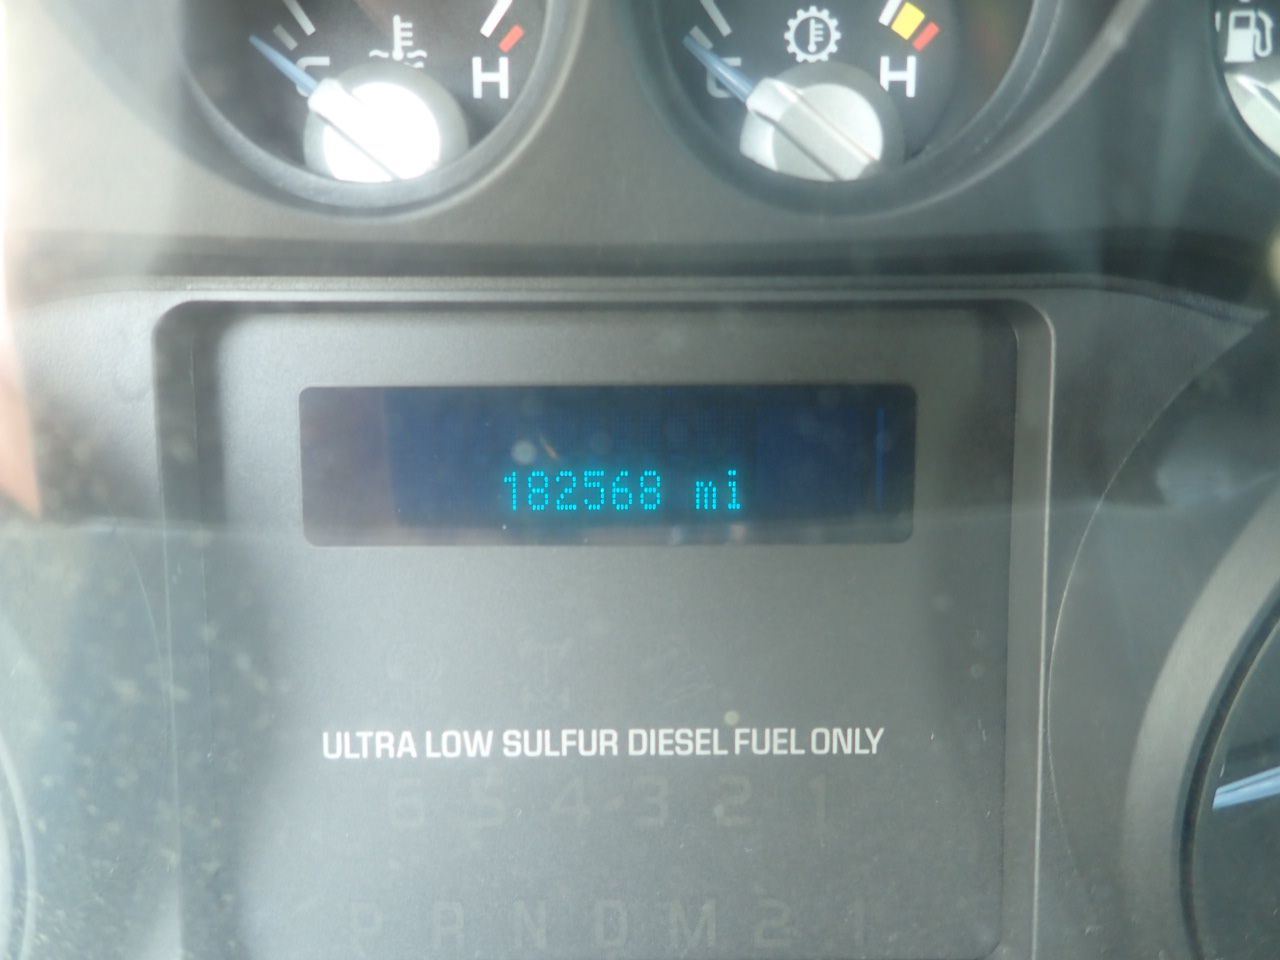 C H
C H
182568 mi
ULTRA LOW SULFUR DIESEL FUEL ONLY
6 5 4 3 2 1
P R N D M 2 1